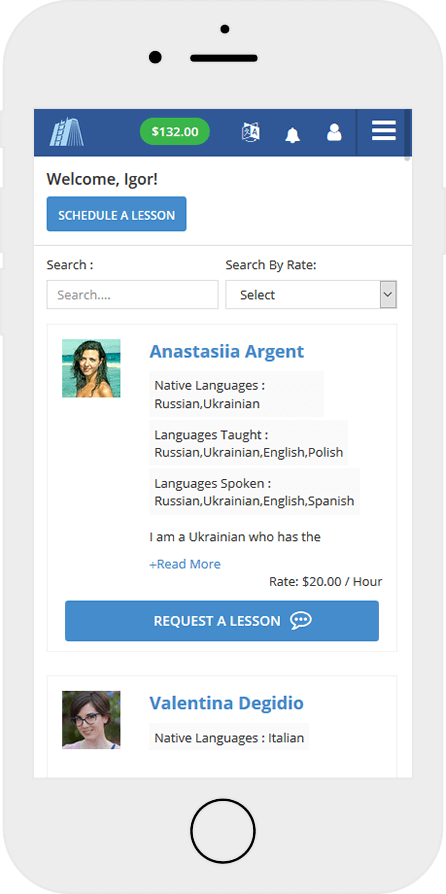 $132.00
Welcome, Igor!
SCHEDULE A LESSON
Search :
Search By Rate:
Search....
Select
Anastasiia Argent
Native Languages :
Russian,Ukrainian
Languages Taught :
Russian,Ukrainian,English,Polish
Languages Spoken :
Russian,Ukrainian,English,Spanish
I am a Ukrainian who has the
+Read More
Rate: $20.00 / Hour
REQUEST A LESSON
Valentina Degidio
Native Languages : Italian